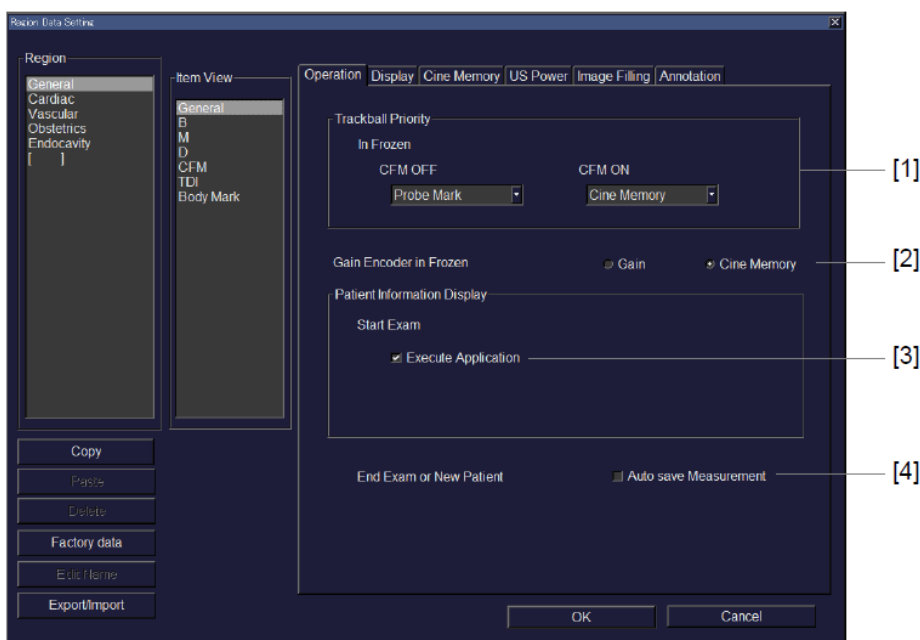 Region Data Setting
Region
General
Cardiac
Vascular
Obstetrics
Endocavity
[ ]
Copy
Paste
Delete
Factory data
Edit Name
Export/Import
Item View
General
B
M
D
CFM
TDI
Body Mark
Operation Display Cine Memory US Power Image Filling Annotation
Trackball Priority
In Frozen
CFM OFF CFM ON
Probe Mark Cine Memory
[1]
Gain Encoder in Frozen Gain Cine Memory
[2]
Patient Information Display
Start Exam
Execute Application
[3]
End Exam or New Patient Auto save Measurement
[4]
OK Cancel